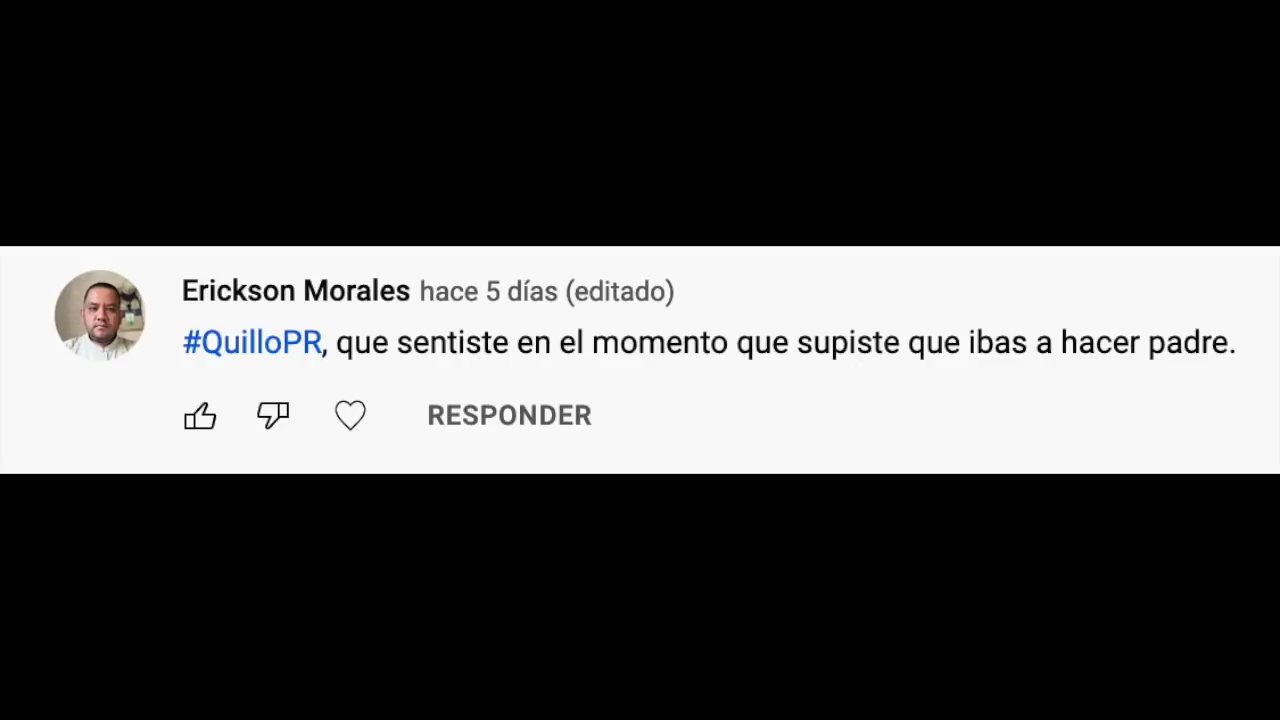 Erickson Morales hace 5 días (editado)
#QuilloPR, que sentiste en el momento que supiste que ibas a hacer padre.
RESPONDER